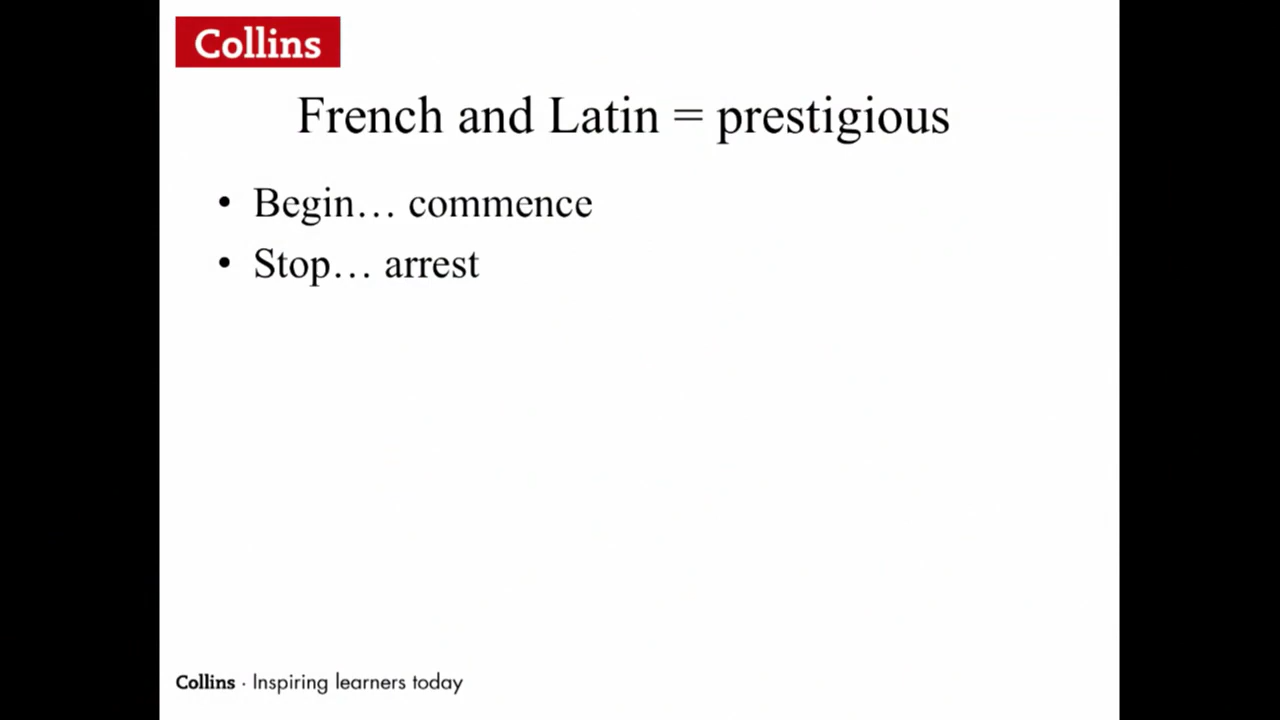 Collins
French and Latin = prestigious
• Begin… commence
• Stop… arrest
Collins · Inspiring learners today